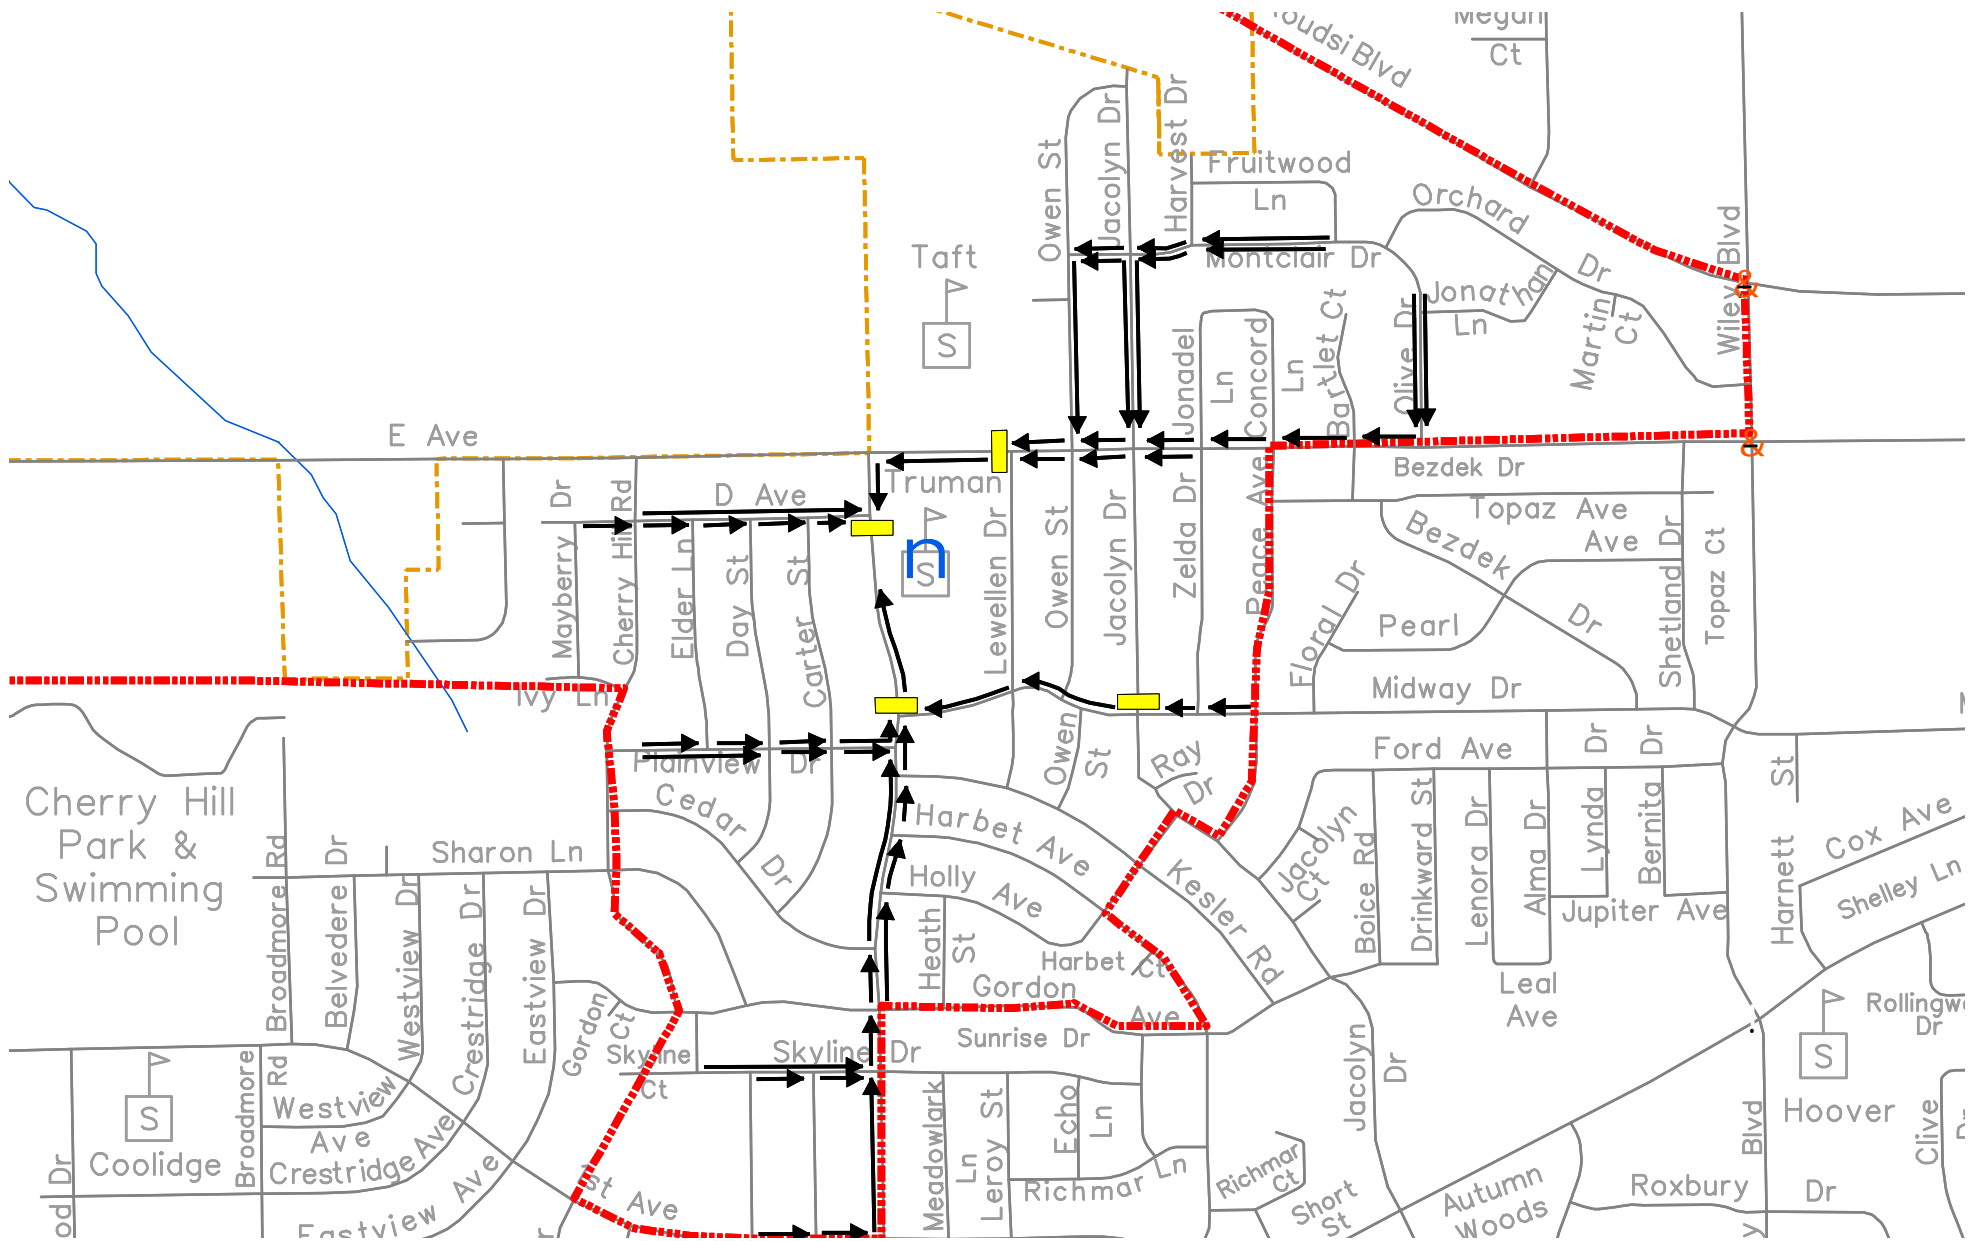 oudsi Blvd
Megan
Ct
Wiley Blvd
Fruitwood
Ln
Orchard
Dr
Owen St
Jacolyn Dr
Harvest Dr
Montclair Dr
Taft
S
Jonathan
Ln
Martin
Ct
Olive Dr
Bartlet Ct
Jonadel
Ln
Concord
Ln
&
&
E Ave
Truman
S
n
D Ave
Mayberry Dr
Cherry Hill Rd
Elder Ln
Day St
Carter St
Lewellen Dr
Owen St
Jacolyn Dr
Zelda Dr
Peace Ave
Bezdek Dr
Topaz Ave
Bezdek
Dr
Ave
Shetland Dr
Topaz Ct
Floral Dr
Pearl
Midway Dr
Ivy Ln
Plainview Dr
Cedar
Dr
Owen
St
Ray
Dr
Ford Ave
Dr
Dr
St
Cherry Hill
Park &
Swimming
Pool
Sharon Ln
Broadmore Rd
Belvedere Dr
Westview Dr
Crestridge Dr
Eastview Dr
Harbet Ave
Holly Ave
Heath
St
Kesler Rd
Harbet
Ct
Gordon
Ave
Jacolyn
Ct
Boice Rd
Drinkward St
Lenora Dr
Alma Dr
Lynda
Bernita
Jupiter Ave
Harnett
Cox Ave
Shelley Ln
Leal
Ave
Rollingw
Dr
Gordon
Ct
Skyline
Ct
Skyline Dr
Sunrise Dr
Jacolyn
Dr
S
Hoover
Broadmore
Rd
Westview
Ave
Crestridge Ave
S
Coolidge
od Dr
Eastview Ave
1st Ave
Meadowlark
Ln
Leroy St
Echo
Ln
Richmar Ln
Richmar
Ct
Short
St
Autumn
Woods
Roxbury Dr
Blvd
Clive
Dr